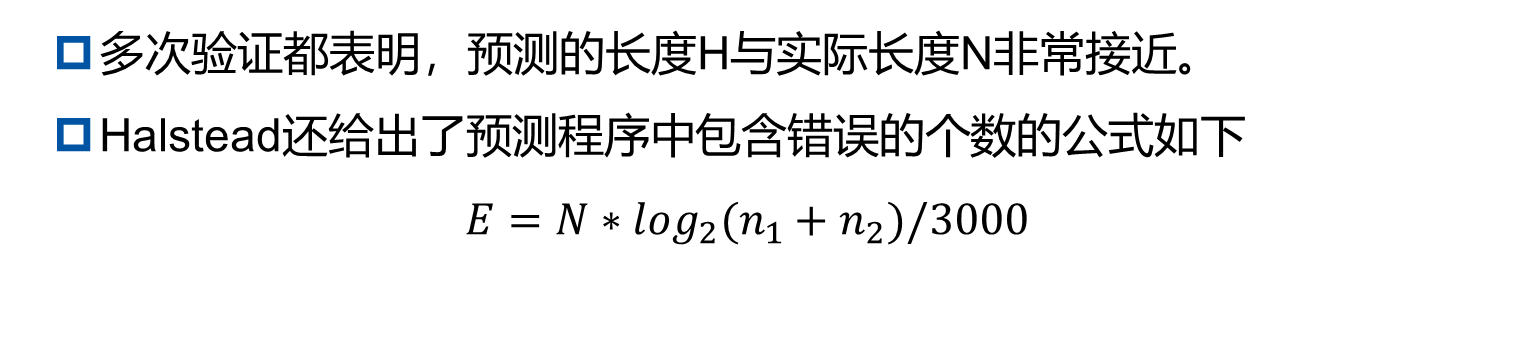 多次验证都表明，预测的长度H与实际长度N非常接近。
Halstead还给出了预测程序中包含错误的个数的公式如下
E = N ∗ log₂(n₁ + n₂)/3000